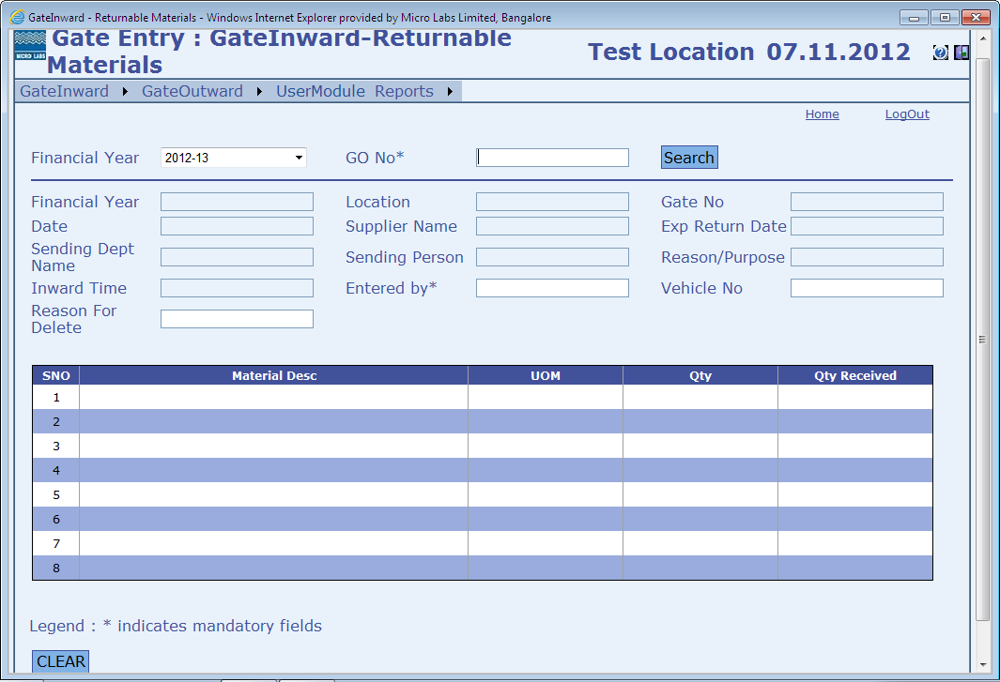 GateInward - Returnable Materials - Windows Internet Explorer provided by Micro Labs Limited, Bangalore
MICRO LABS
Gate Entry : GateInward-Returnable
Materials
Test Location 07.11.2012
GateInward GateOutward UserModule Reports
Home LogOut
Financial Year 2012-13 GO No* Search
Financial Year Location Gate No
Date Supplier Name Exp Return Date
Sending Dept
Name Sending Person Reason/Purpose
Inward Time Entered by* Vehicle No
Reason For
Delete
SNO Material Desc UOM Qty Qty Received
1
2
3
4
5
6
7
8
Legend : * indicates mandatory fields
CLEAR